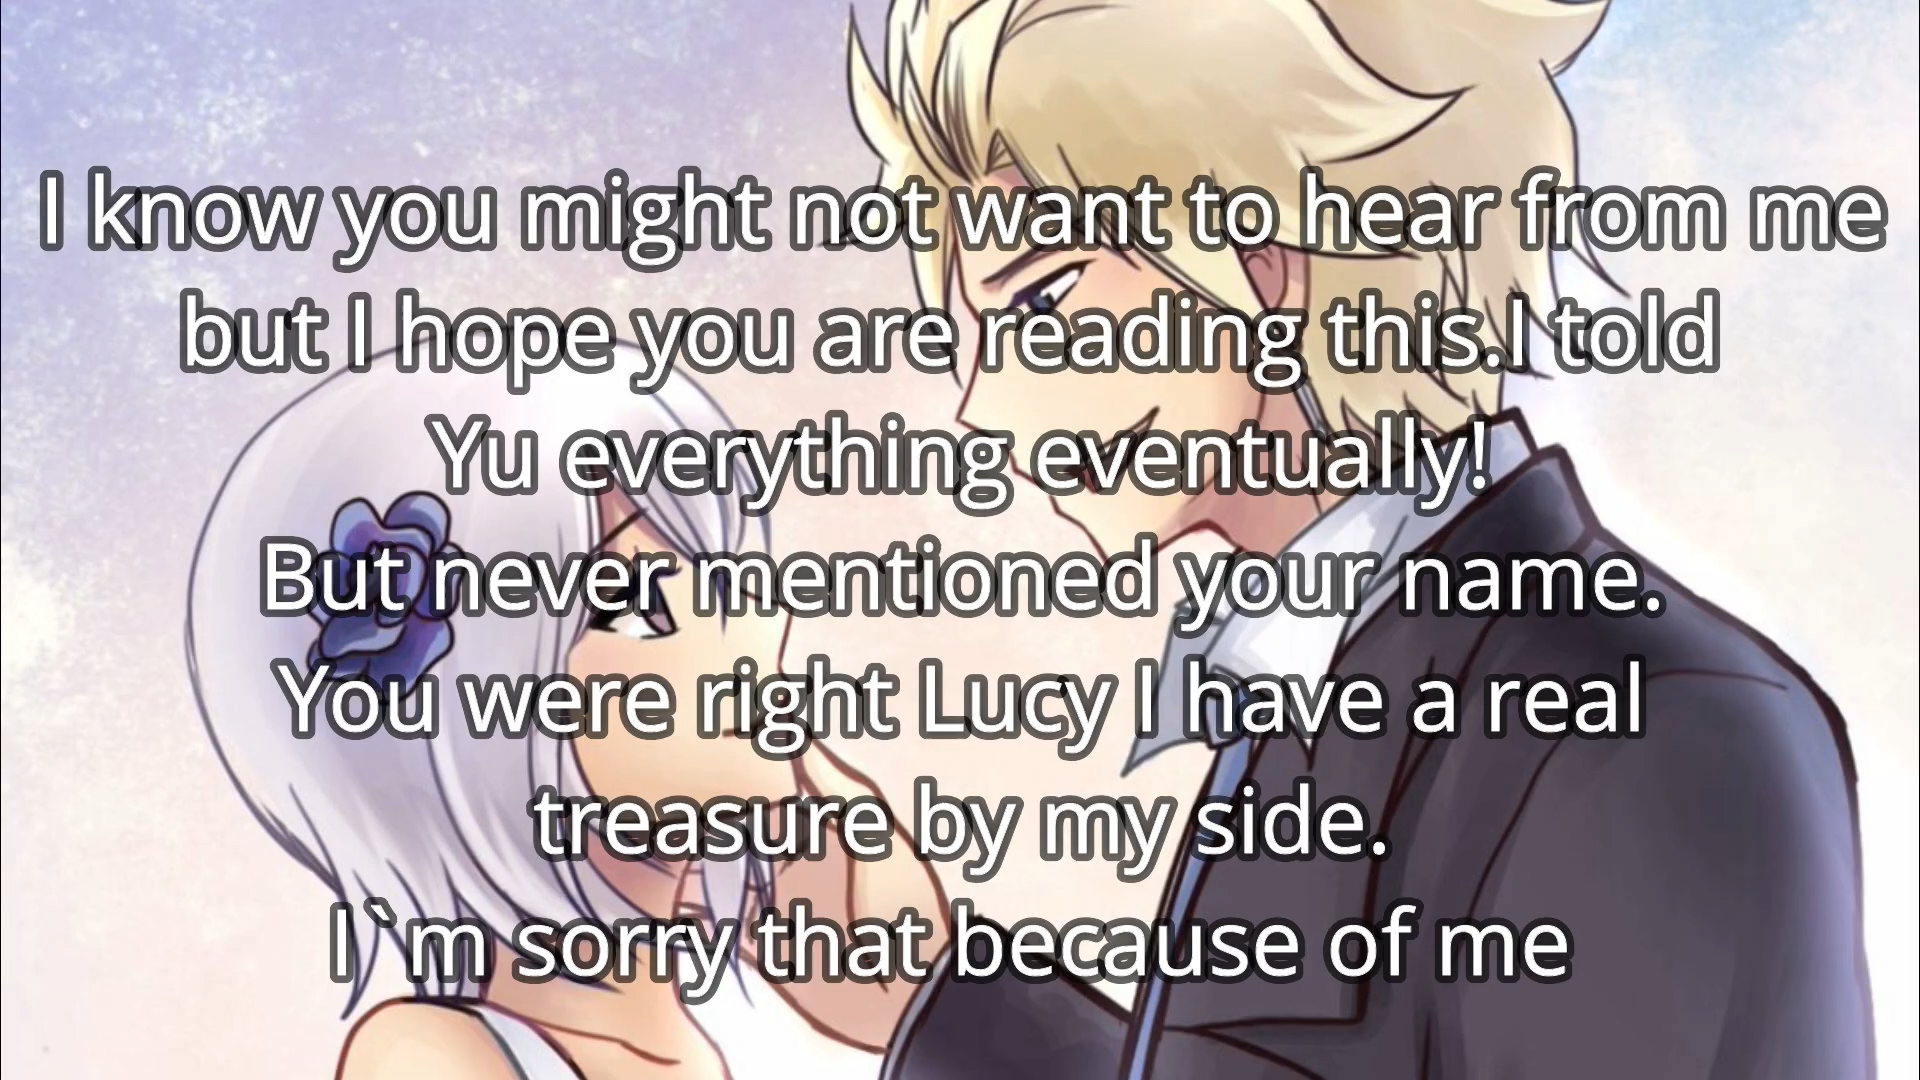 I know you might not want to hear from me
but I hope you are reading this.I told
Yu everything eventually!
But never mentioned your name.
You were right Lucy I have a real
treasure by my side.
I`m sorry that because of me